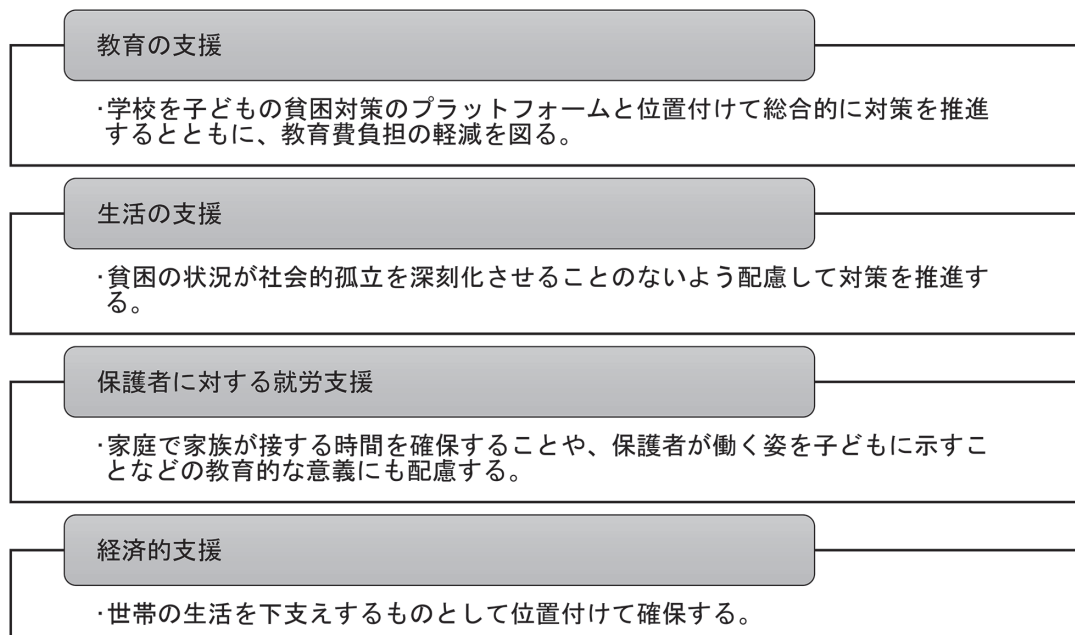 教育の支援
·学校を子どもの貧困対策のプラットフォームと位置付けて総合的に対策を推進
するとともに、教育費負担の軽減を図る。
生活の支援
·貧困の状況が社会的孤立を深刻化させることのないよう配慮して対策を推進す
る。
保護者に対する就労支援
·家庭で家族が接する時間を確保することや、保護者が働く姿を子どもに示すこ
となどの教育的な意義にも配慮する。
経済的支援
·世帯の生活を下支えするものとして位置付けて確保する。